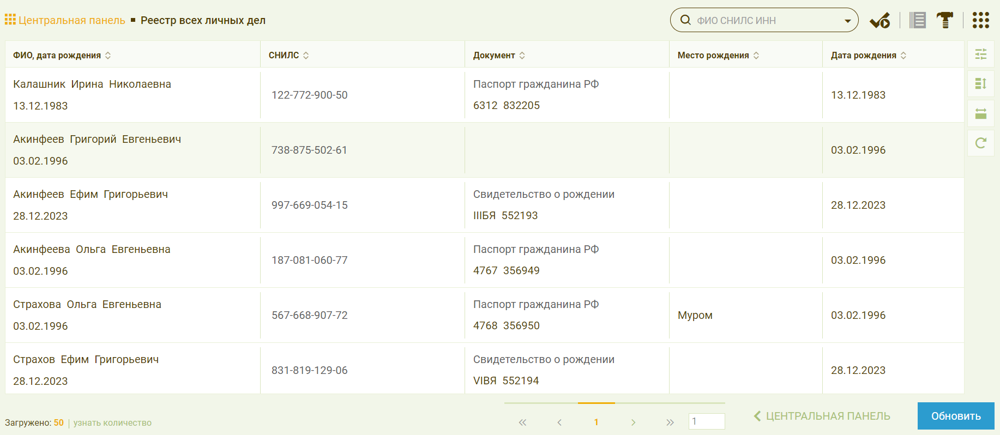 Центральная панель ▪ Реестр всех личных дел
ФИО СНИЛС ИНН
ФИО, дата рождения СНИЛС Документ Место рождения Дата рождения
Калашник Ирина Николаевна
13.12.1983
122-772-900-50
Паспорт гражданина РФ
6312 832205
13.12.1983
Акинфеев Григорий Евгеньевич
03.02.1996
738-875-502-61
03.02.1996
Акинфеев Ефим Григорьевич
28.12.2023
997-669-054-15
Свидетельство о рождении
IIIБЯ 552193
28.12.2023
Акинфеева Ольга Евгеньевна
03.02.1996
187-081-060-77
Паспорт гражданина РФ
4767 356949
03.02.1996
Страхова Ольга Евгеньевна
03.02.1996
567-668-907-72
Паспорт гражданина РФ
4768 356950
Муром
03.02.1996
Страхов Ефим Григорьевич
28.12.2023
831-819-129-06
Свидетельство о рождении
VIВЯ 552194
28.12.2023
Загружено: 50 | узнать количество
1
1
ЦЕНТРАЛЬНАЯ ПАНЕЛЬ
Обновить